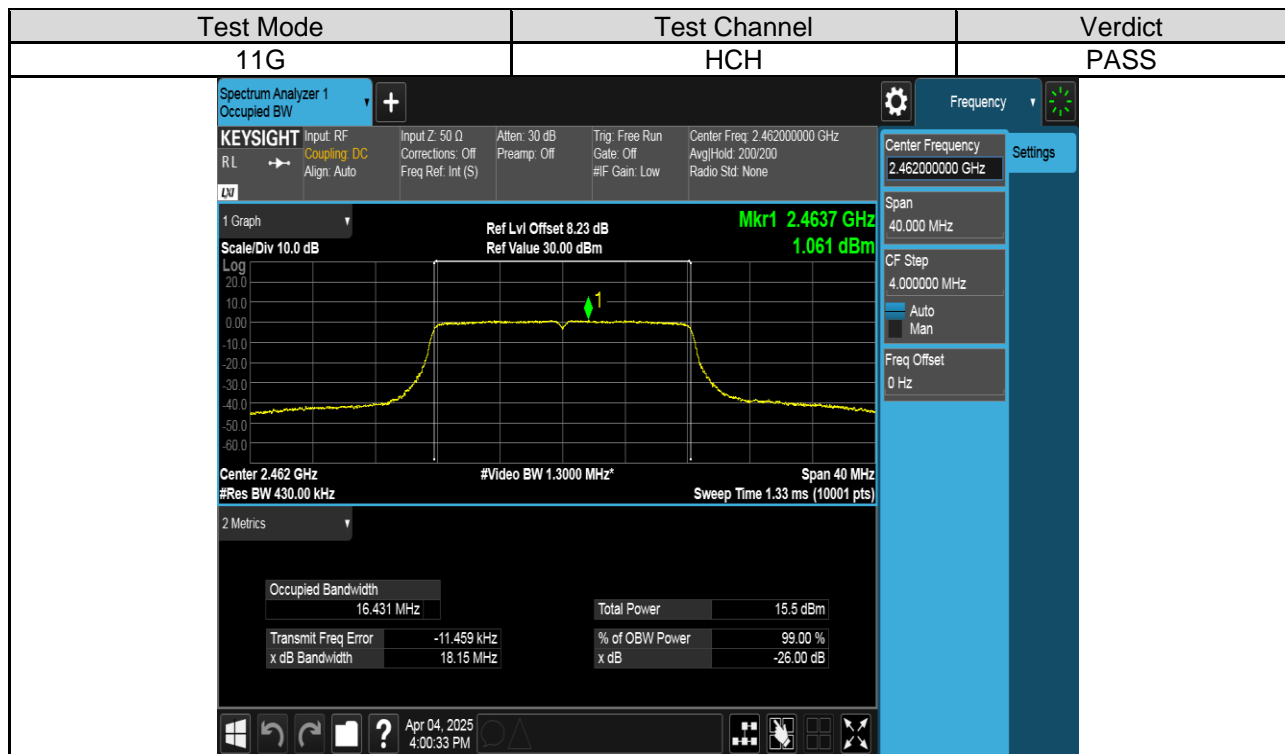 Test Mode Test Channel Verdict
11G HCH PASS
Spectrum Analyzer 1
Occupied BW
+
Frequency
KEYSIGHT
R L
LXI
Input: RF
Coupling: DC
Align: Auto
Input Z: 50 Ω
Corrections: Off
Freq Ref: Int (S)
Atten: 30 dB
Preamp: Off
Trig: Free Run
Gate: Off
#IF Gain: Low
Center Freq: 2.462000000 GHz
Avg|Hold: 200/200
Radio Std: None
Center Frequency
2.462000000 GHz
Settings
Span
40.000 MHz
CF Step
4.000000 MHz
Auto
Man
Freq Offset
0 Hz
1 Graph
Scale/Div 10.0 dB
Ref Lvl Offset 8.23 dB
Ref Value 30.00 dBm
Mkr1 2.4637 GHz
1.061 dBm
Log
20.0
10.0
0.00
-10.0
-20.0
-30.0
-40.0
-50.0
-60.0
1
Center 2.462 GHz
#Res BW 430.00 kHz
#Video BW 1.3000 MHz*
Span 40 MHz
Sweep Time 1.33 ms (10001 pts)
2 Metrics
Occupied Bandwidth
16.431 MHz
Total Power 15.5 dBm
Transmit Freq Error -11.459 kHz
% of OBW Power 99.00 %
x dB Bandwidth 18.15 MHz
x dB -26.00 dB
?
Apr 04, 2025
4:00:33 PM